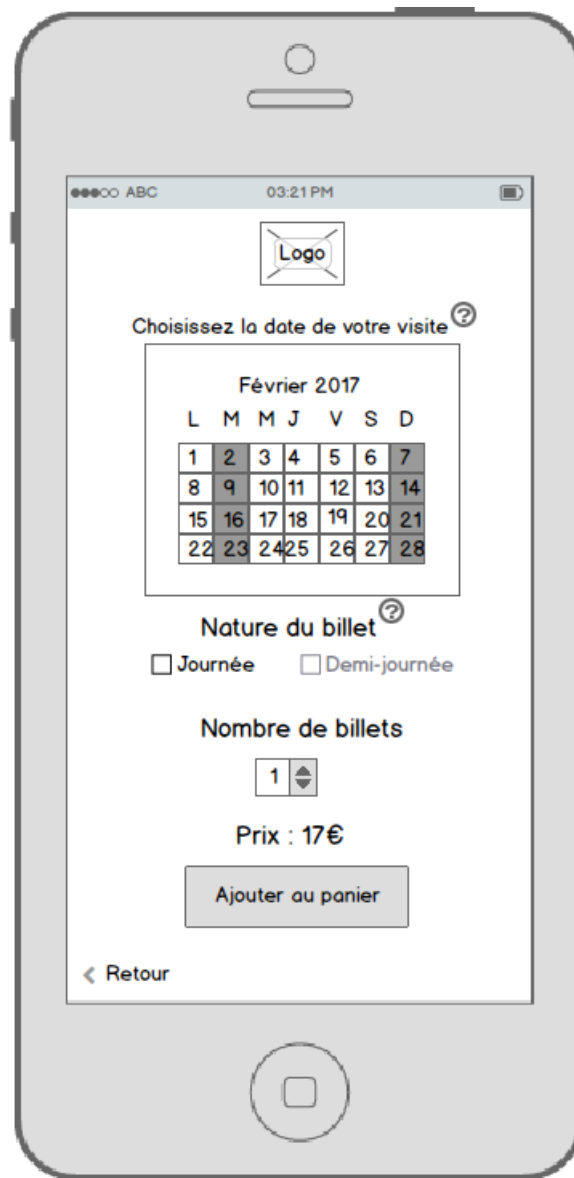 ABC 03:21 PM
Logo
Choisissez la date de votre visite ?
Février 2017
L M M J V S D
1 2 3 4 5 6 7
8 9 10 11 12 13 14
15 16 17 18 19 20 21
22 23 24 25 26 27 28
Nature du billet ?
Journée Demi-journée
Nombre de billets
1
Prix : 17€
Ajouter au panier
< Retour